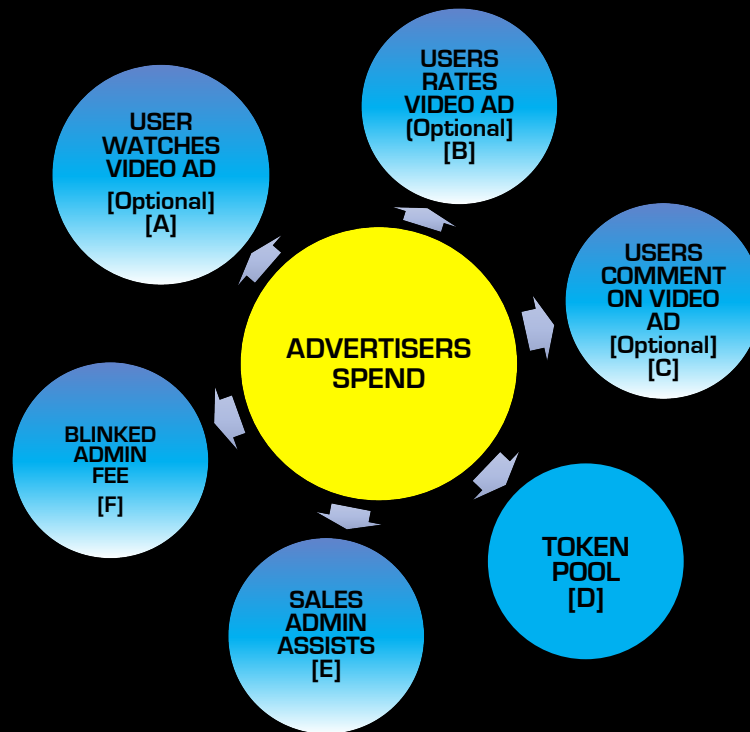 USERS
RATES
VIDEO AD
[Optional]
[B]
USER
WATCHES
VIDEO AD
[Optional]
[A]
USERS
COMMENT
ON VIDEO
AD
[Optional]
[C]
ADVERTISERS
SPEND
BLINKED
ADMIN
FEE
[F]
TOKEN
POOL
[D]
SALES
ADMIN
ASSISTS
[E]